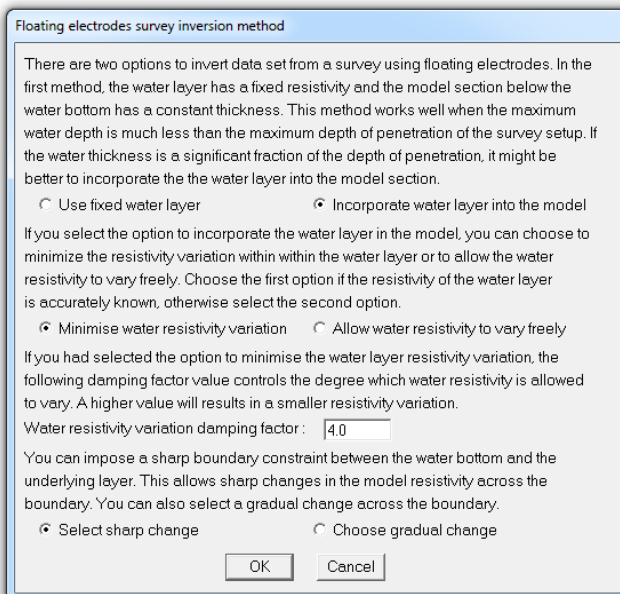 Floating electrodes survey inversion method
There are two options to invert data set from a survey using floating electrodes. In the
first method, the water layer has a fixed resistivity and the model section below the
water bottom has a constant thickness. This method works well when the maximum
water depth is much less than the maximum depth of penetration of the survey setup. If
the water thickness is a significant fraction of the depth of penetration, it might be
better to incorporate the the water layer into the model section.
Use fixed water layer Incorporate water layer into the model
If you select the option to incorporate the water layer in the model, you can choose to
minimize the resistivity variation within within the water layer or to allow the water
resistivity to vary freely. Choose the first option if the resistivity of the water layer
is accurately known, otherwise select the second option.
Minimise water resistivity variation Allow water resistivity to vary freely
If you had selected the option to minimise the water layer resistivity variation, the
following damping factor value controls the degree which water resistivity is allowed
to vary. A higher value will results in a smaller resistivity variation.
Water resistivity variation damping factor : 4.0
You can impose a sharp boundary constraint between the water bottom and the
underlying layer. This allows sharp changes in the model resistivity across the
boundary. You can also select a gradual change across the boundary.
Select sharp change Choose gradual change
OK Cancel